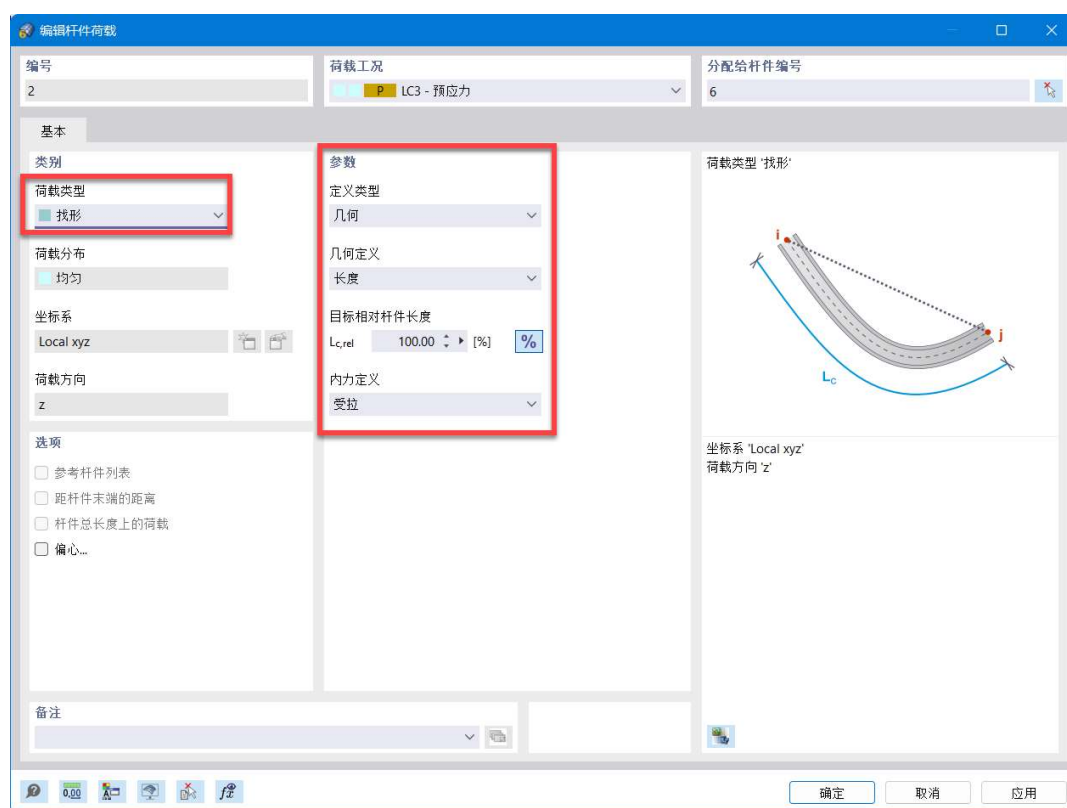 编辑杆件荷载
编号
2
荷载工况
P LC3 - 预应力
分配给杆件编号
6
基本
类别
荷载类型
找形
荷载分布
均匀
坐标系
Local xyz
荷载方向
z
选项
参考杆件列表
距杆件末端的距离
杆件总长度上的荷载
偏心...
参数
定义类型
几何
几何定义
长度
目标相对杆件长度
Lc,rel 100.00 [%] %
内力定义
受拉
荷载类型 '找形'
i
j
Lc
坐标系 'Local xyz'
荷载方向 'z'
备注
0,00
确定 取消 应用